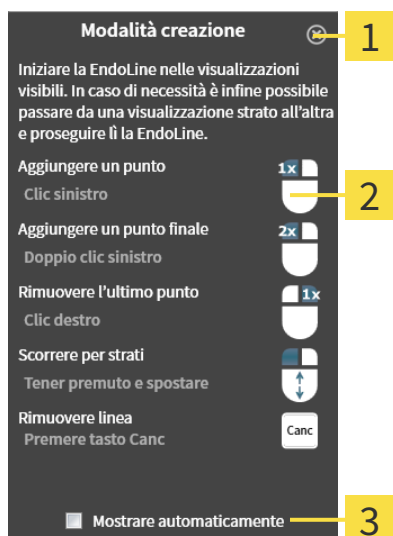 Modalità creazione
1
Iniziare la EndoLine nelle visualizzazioni
visibili. In caso di necessità è infine possibile
passare da una visualizzazione strato all'altra
e proseguire lì la EndoLine.
Aggiungere un punto
1x
Clic sinistro
2
Aggiungere un punto finale
2x
Doppio clic sinistro
Rimuovere l'ultimo punto
1x
Clic destro
Scorrere per strati
Tener premuto e spostare
Rimuovere linea
Premere tasto Canc
Canc
Mostrare automaticamente
3